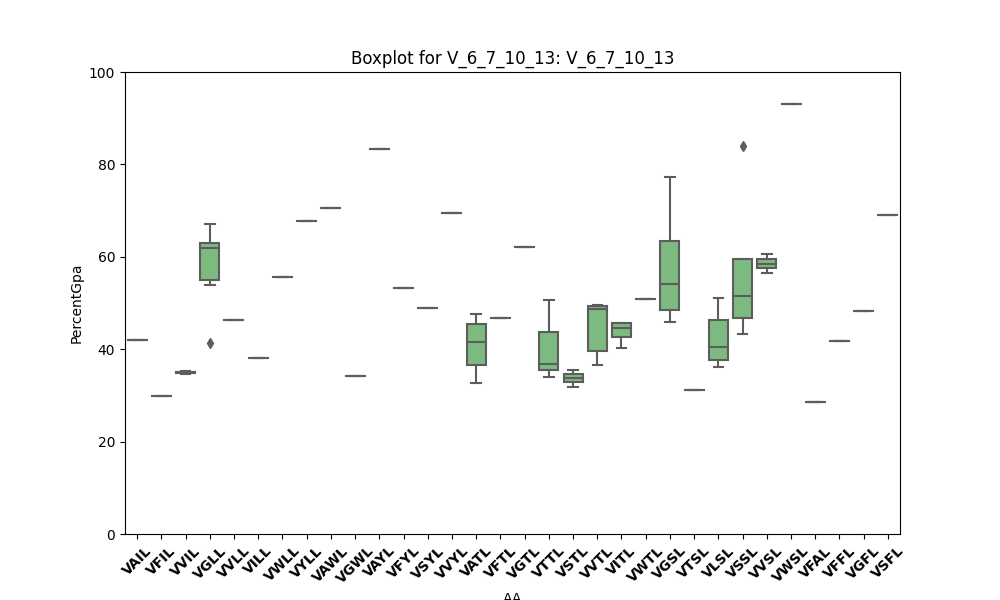 Boxplot for V_6_7_10_13: V_6_7_10_13
100
80
60
40
20
0
PercentGpa
VAIL
VFIL
VVIL
VGLL
VVLL
VILL
VWLL
VYLL
VAWL
VGWL
VAYL
VFYL
VSYL
VVYL
VATL
VFTL
VGTL
VTTL
VSTL
VVTL
VITL
VWTL
VGSL
VTSL
VLSL
VSSL
VVSL
VWSL
VFAL
VFFL
VGFL
VSFL
AA